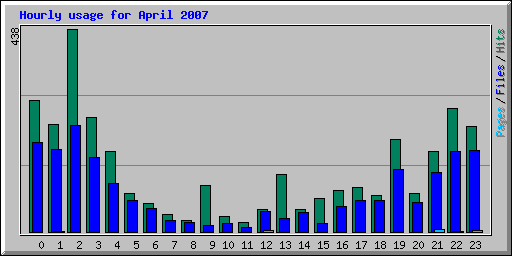 Hourly usage for April 2007
438
Pages / Files / Hits
0 1 2 3 4 5 6 7 8 9 10 11 12 13 14 15 16 17 18 19 20 21 22 23